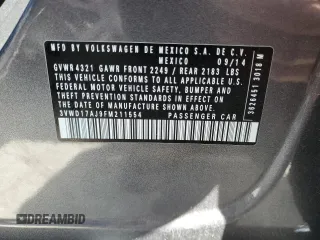 MFD BY VOLKSWAGEN DE MEXICO S.A. DE C.V.
MEXICO 09/14
GVWR 4321 GAWR FRONT 2249 / REAR 2183 LBS
THIS VEHICLE CONFORMS TO ALL APPLICABLE
FEDERAL MOTOR VEHICLE SAFETY, BUMPER AND
THEFT PREVENTION STANDARDS IN EFFECT
ON THE DATE OF MANUFACTURE SHOWN ABOVE.
3VWD17AJ9FM211554 PASSENGER CAR
3626451 3018 M
DREAMBID